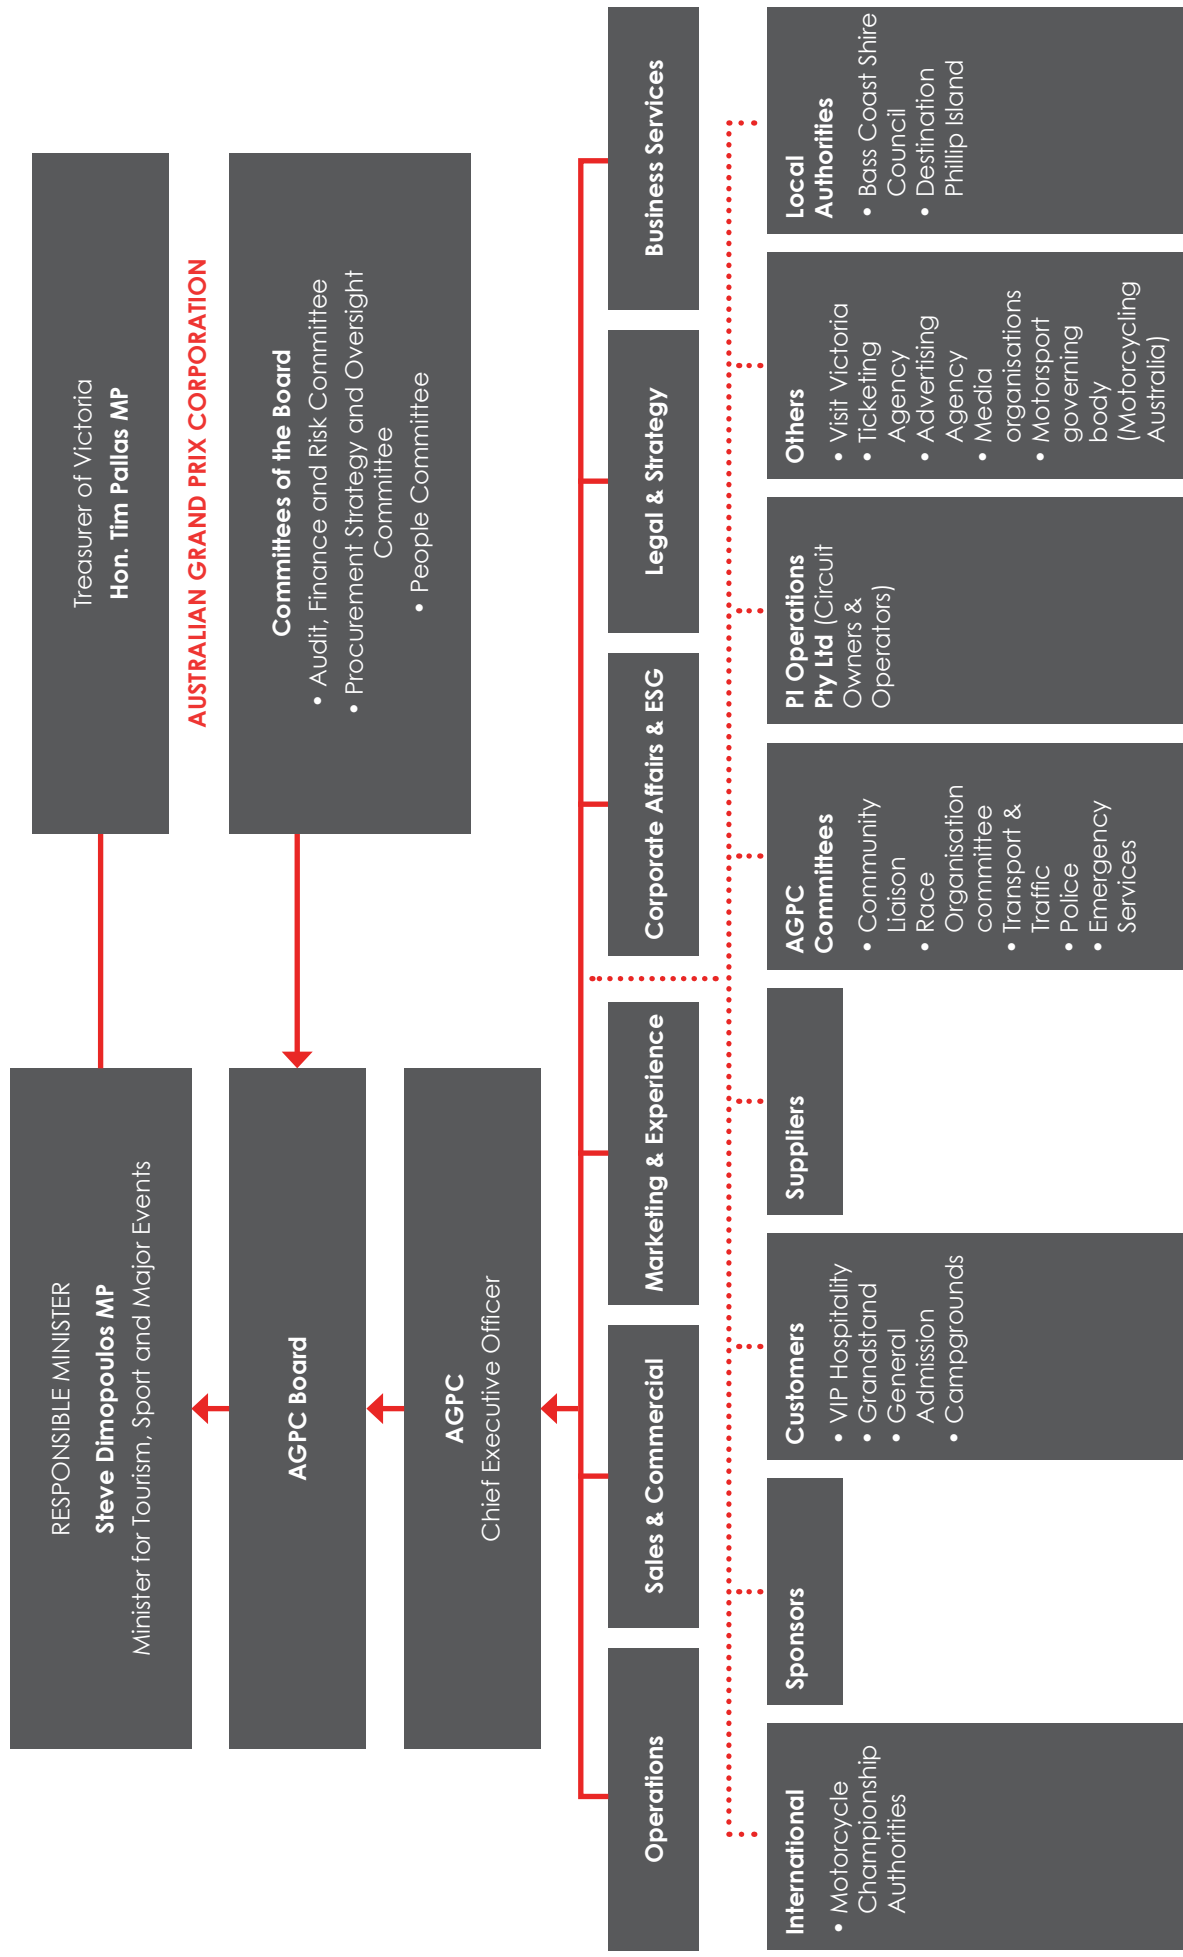 RESPONSIBLE MINISTER
Steve Dimopoulos MP
Minister for Tourism, Sport and Major Events
Treasurer of Victoria
Hon. Tim Pallas MP
AUSTRALIAN GRAND PRIX CORPORATION
AGPC Board
Committees of the Board
• Audit, Finance and Risk Committee
• Procurement Strategy and Oversight
Committee
• People Committee
AGPC
Chief Executive Officer
Operations
Sales & Commercial
Marketing & Experience
Corporate Affairs & ESG
Legal & Strategy
Business Services
International
• Motorcycle
Championship
Authorities
Sponsors
Customers
• VIP Hospitality
• Grandstand
• General
Admission
• Campgrounds
Suppliers
AGPC
Committees
• Community
Liaison
• Race
Organisation
committee
• Transport &
Traffic
• Police
• Emergency
Services
PI Operations
Pty Ltd (Circuit
Owners &
Operators)
Others
• Visit Victoria
• Ticketing
Agency
• Advertising
Agency
• Media
organisations
• Motorsport
governing
body
(Motorcycling
Australia)
Local
Authorities
• Bass Coast Shire
Council
• Destination
Phillip Island